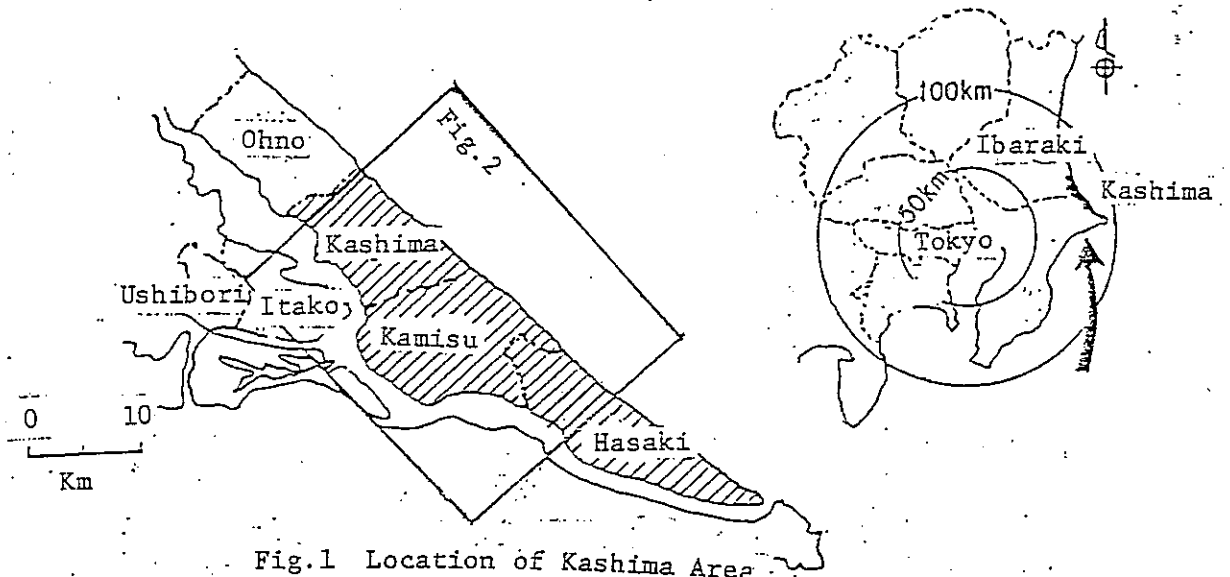 Ohno
Fig.2
Kashima
Ushibori
Itako
Kamisu
Hasaki
0 10
Km
100km
Ibaraki
50km
Kashima
Tokyo
Fig.1 Location of Kashima Area